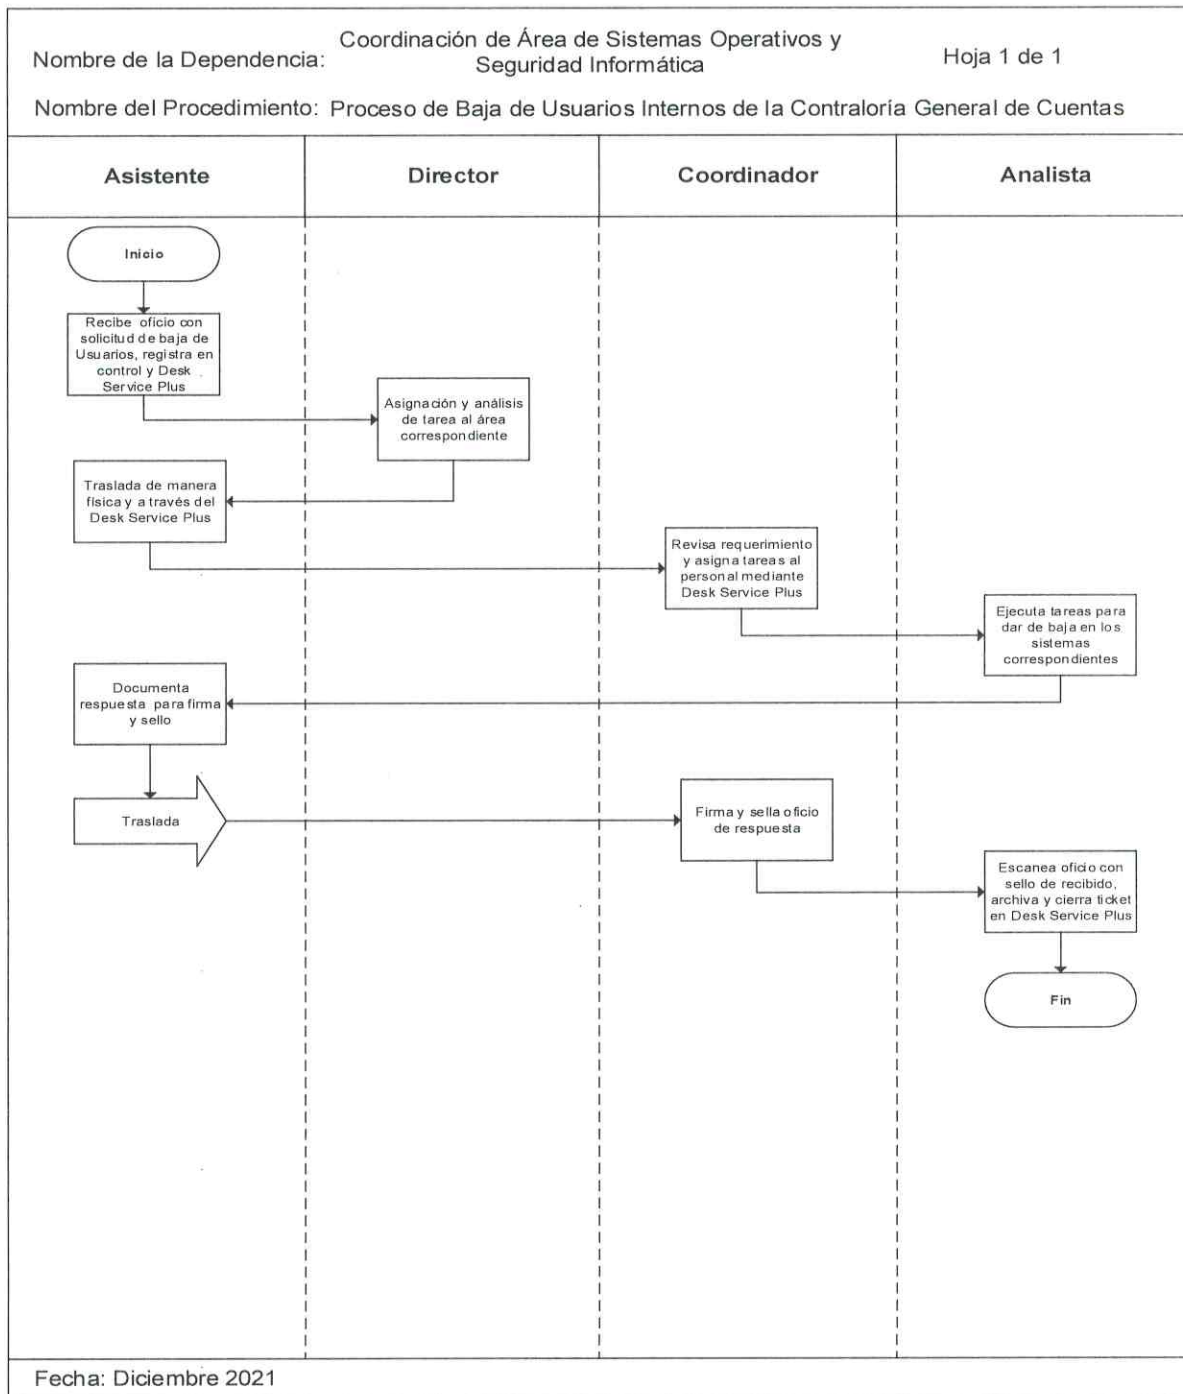 Nombre de la Dependencia:
Coordinación de Área de Sistemas Operativos y
Seguridad Informática
Hoja 1 de 1
Nombre del Procedimiento: Proceso de Baja de Usuarios Internos de la Contraloría General de Cuentas
Asistente
Director
Coordinador
Analista
Inicio
Recibe oficio con
solicitud de baja de
Usuarios, registra en
control y Desk
Service Plus
Asignación y análisis
de tarea al área
correspondiente
Traslada de manera
física y a través del
Desk Service Plus
Revisa requerimiento
y asigna tareas al
personal mediante
Desk Service Plus
Ejecuta tareas para
dar de baja en los
sistemas
correspondientes
Documenta
respuesta para firma
y sello
Traslada
Firma y sella oficio
de respuesta
Escanea oficio con
sello de recibido,
archiva y cierra ticket
en Desk Service Plus
Fin
Fecha: Diciembre 2021